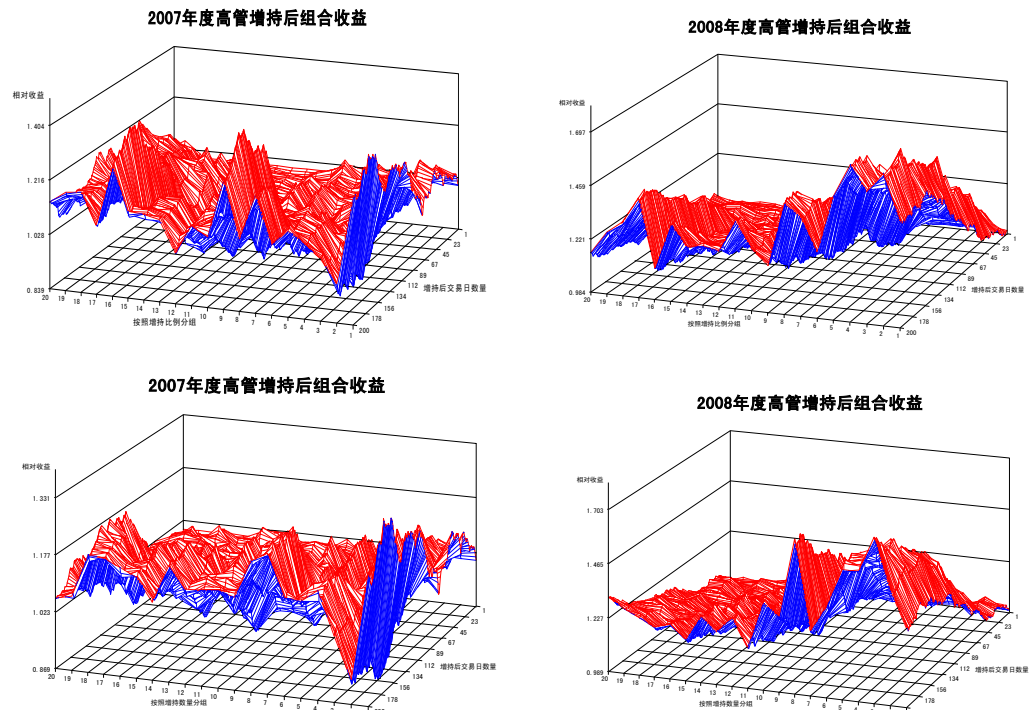 2007年度高管增持后组合收益
相对收益
1.404
1.216
1.028
0.839
20 19 18 17 16 15 14 13 12 11 10 9 8 7 6 5 4 3 2 1
按照增持比例分组
1 23 45 67 89 112 134 156 178 200
增持后交易日数量
2008年度高管增持后组合收益
相对收益
1.697
1.459
1.221
0.984
20 19 18 17 16 15 14 13 12 11 10 9 8 7 6 5 4 3 2 1
按照增持比例分组
1 23 45 67 89 112 134 156 178 200
增持后交易日数量
2007年度高管增持后组合收益
相对收益
1.331
1.177
1.023
0.869
20 19 18 17 16 15 14 13 12 11 10 9 8 7 6 5 4 3
按照增持数量分组
1 23 45 67 89 112 134 156 178
增持后交易日数量
2008年度高管增持后组合收益
相对收益
1.703
1.465
1.227
0.989
20 19 18 17 16 15 14 13 12 11 10 9 8 7 6 5 4
按照增持数量分组
1 23 45 67 89 112 134 156 178
增持后交易日数量